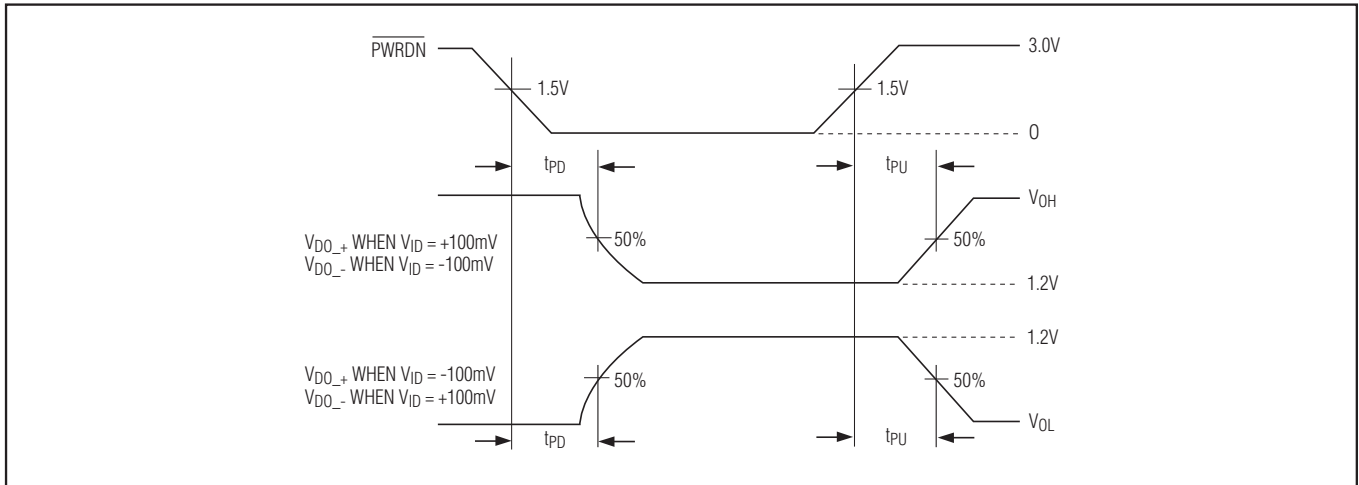 PWRDN
3.0V
1.5V
1.5V
0
tPD
tPU
VOH
VDO_+ WHEN VID = +100mV
VDO_- WHEN VID = -100mV
50%
50%
1.2V
1.2V
VDO_+ WHEN VID = -100mV
VDO_- WHEN VID = +100mV
50%
50%
VOL
tPD
tPU